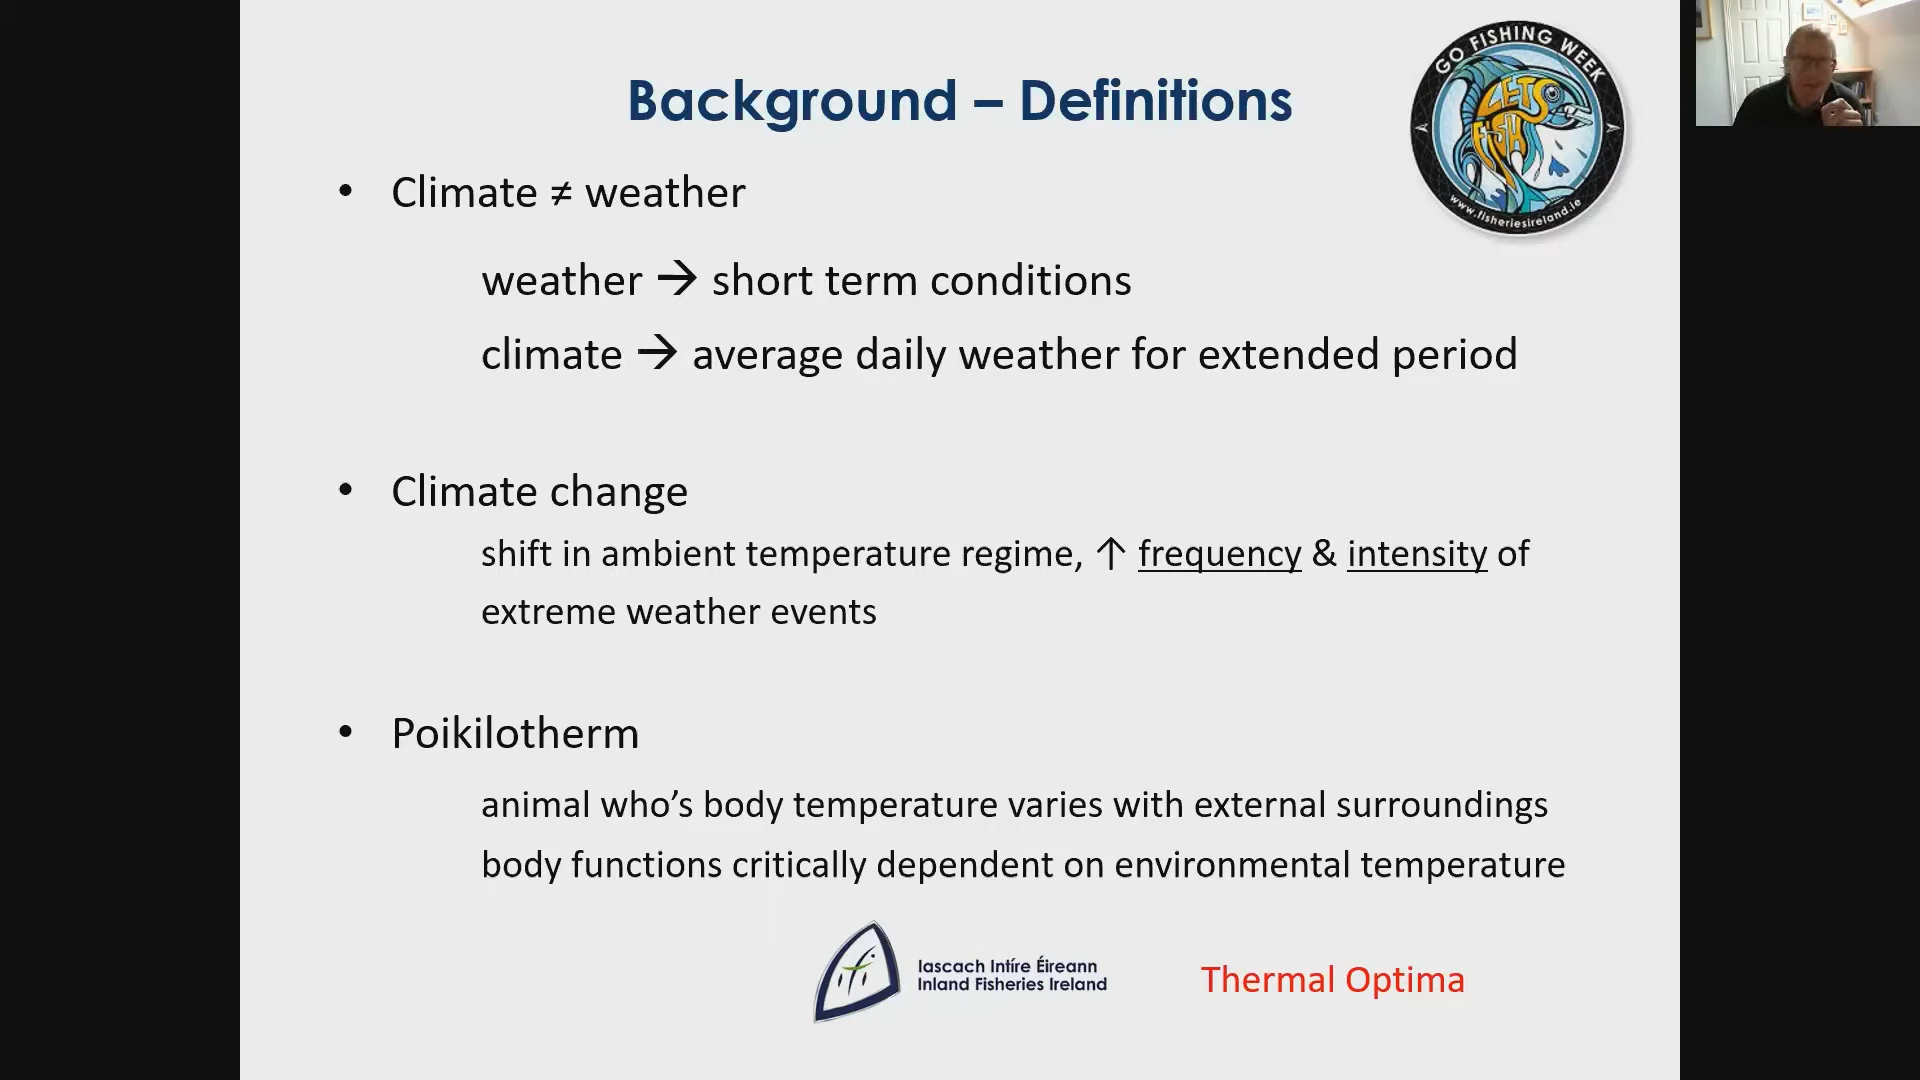 Background – Definitions
GO FISHING WEEK
LETS
FISH
www.fisheriesireland.ie
• Climate ≠ weather
weather → short term conditions
climate → average daily weather for extended period
• Climate change
shift in ambient temperature regime, ↑ frequency & intensity of
extreme weather events
• Poikilotherm
animal who’s body temperature varies with external surroundings
body functions critically dependent on environmental temperature
Iascach Intíre Éireann
Inland Fisheries Ireland
Thermal Optima